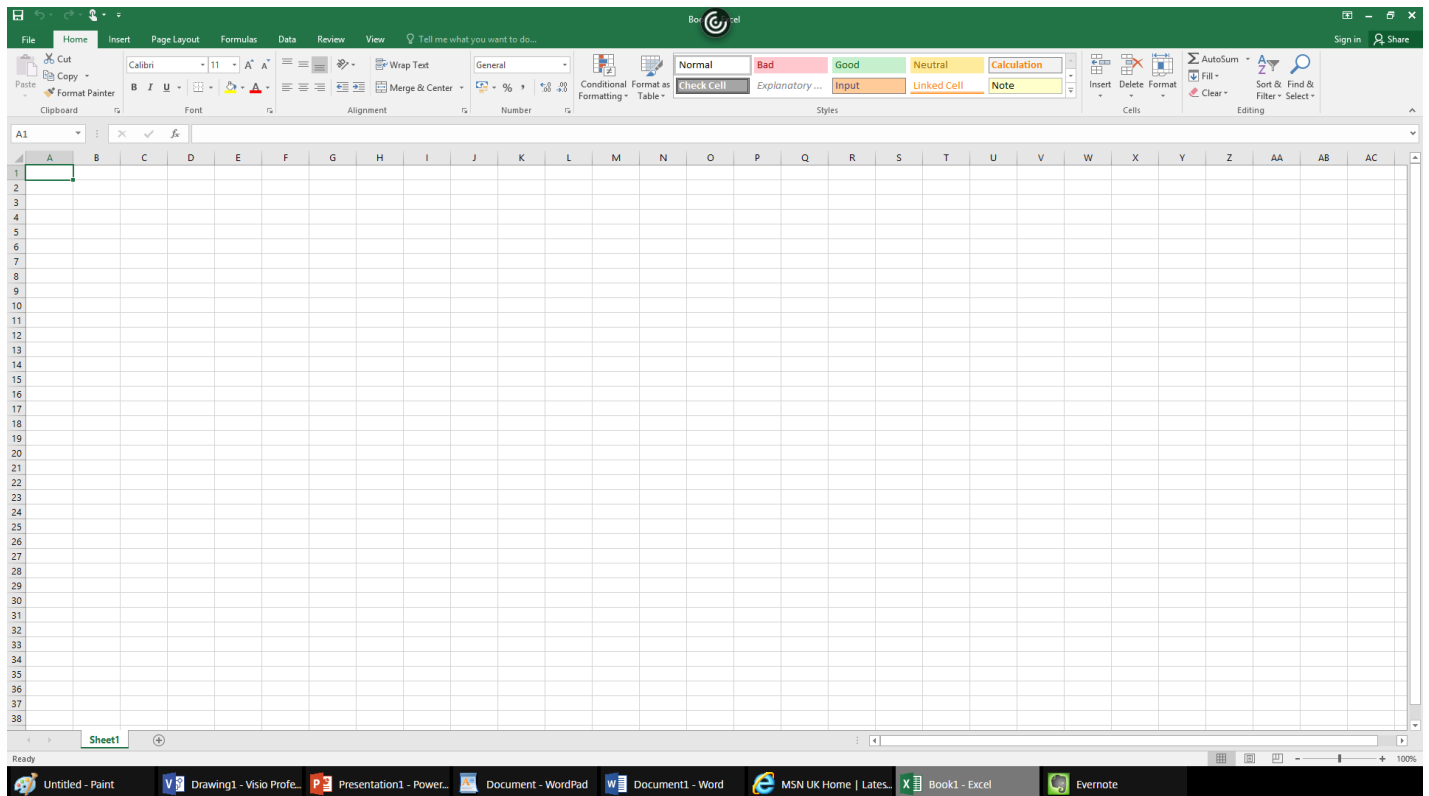 Boo cel
File Home Insert Page Layout Formulas Data Review View Tell me what you want to do... Sign in Share
Cut
Copy
Format Painter
Paste
Clipboard
Calibri 11 A A
B I U A
Font
Wrap Text
Merge & Center
Alignment
General
% ,
Number
Conditional Formatting
Format as Table
Normal Bad Good Neutral Calculation
Check Cell Explanatory ... Input Linked Cell Note
Styles
Insert Delete Format
Cells
AutoSum
Fill
Clear
Sort & Filter
Find & Select
Editing
A1 fx
A B C D E F G H I J K L M N O P Q R S T U V W X Y Z AA AB AC
1
2
3
4
5
6
7
8
9
10
11
12
13
14
15
16
17
18
19
20
21
22
23
24
25
26
27
28
29
30
31
32
33
34
35
36
37
38
Sheet1
Ready 100%
Untitled - Paint Drawing1 - Visio Profe... Presentation1 - Power... Document - WordPad Document1 - Word MSN UK Home | Lates... Book1 - Excel Evernote